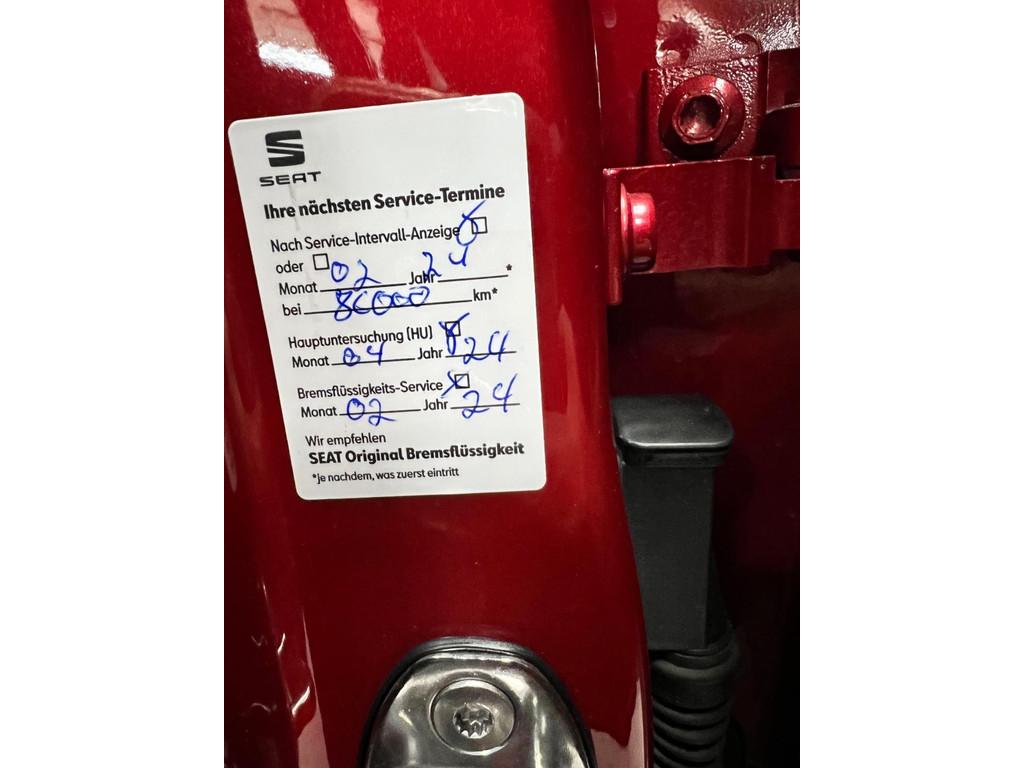 SEAT
Ihre nächsten Service-Termine
Nach Service-Intervall-Anzeige
oder
Monat 02 Jahr 24 *
bei 80000 km*
Hauptuntersuchung (HU)
Monat 04 Jahr 24
Bremsflüssigkeits-Service
Monat 02 Jahr 24
Wir empfehlen
SEAT Original Bremsflüssigkeit
*je nachdem, was zuerst eintritt